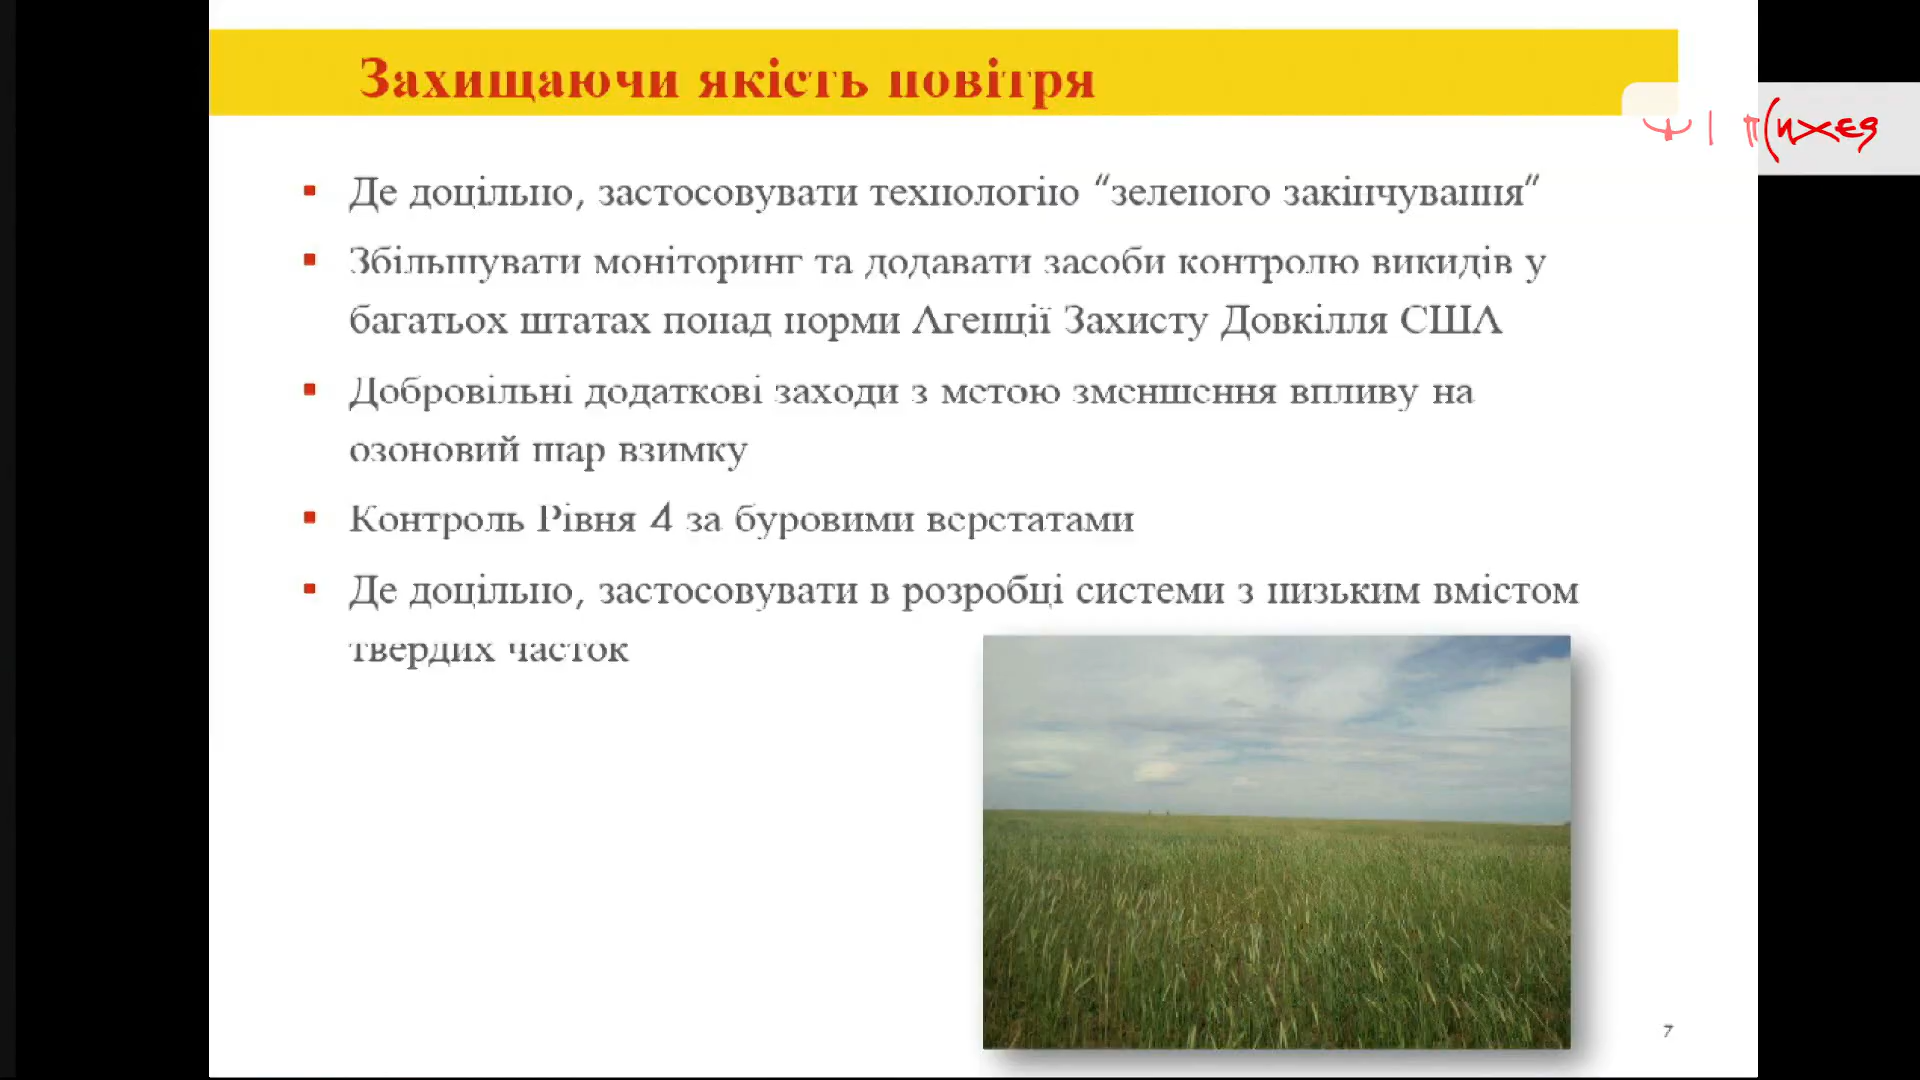 Захищаючи якість повітря
Де доцільно, застосовувати технологію “зеленого закінчування“
Збільшувати моніторинг та додавати засоби контролю викидів у
багатьох штатах понад норми Агенції Захисту Довкілля США
Добровільні додаткові заходи з метою зменшення впливу на
озоновий шар взимку
Контроль Рівня 4 за буровими верстатами
Де доцільно, застосовувати в розробці системи з низьким вмістом
твердих часток
7